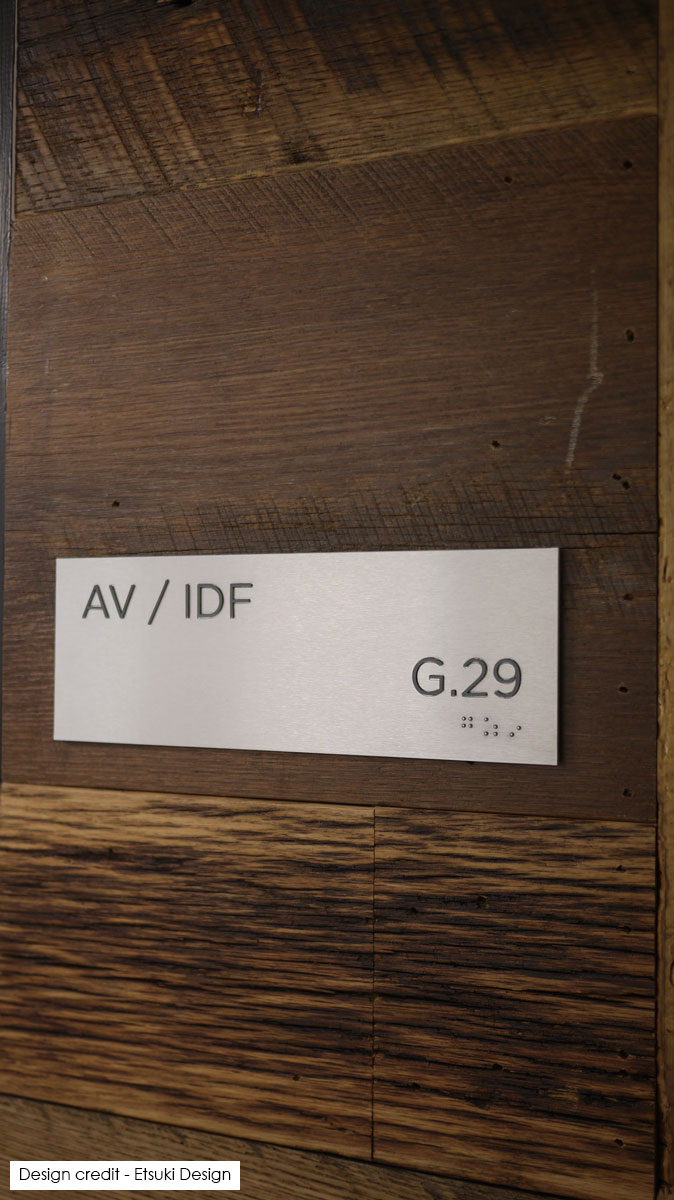 AV / IDF
G.29
Design credit - Etsuki Design